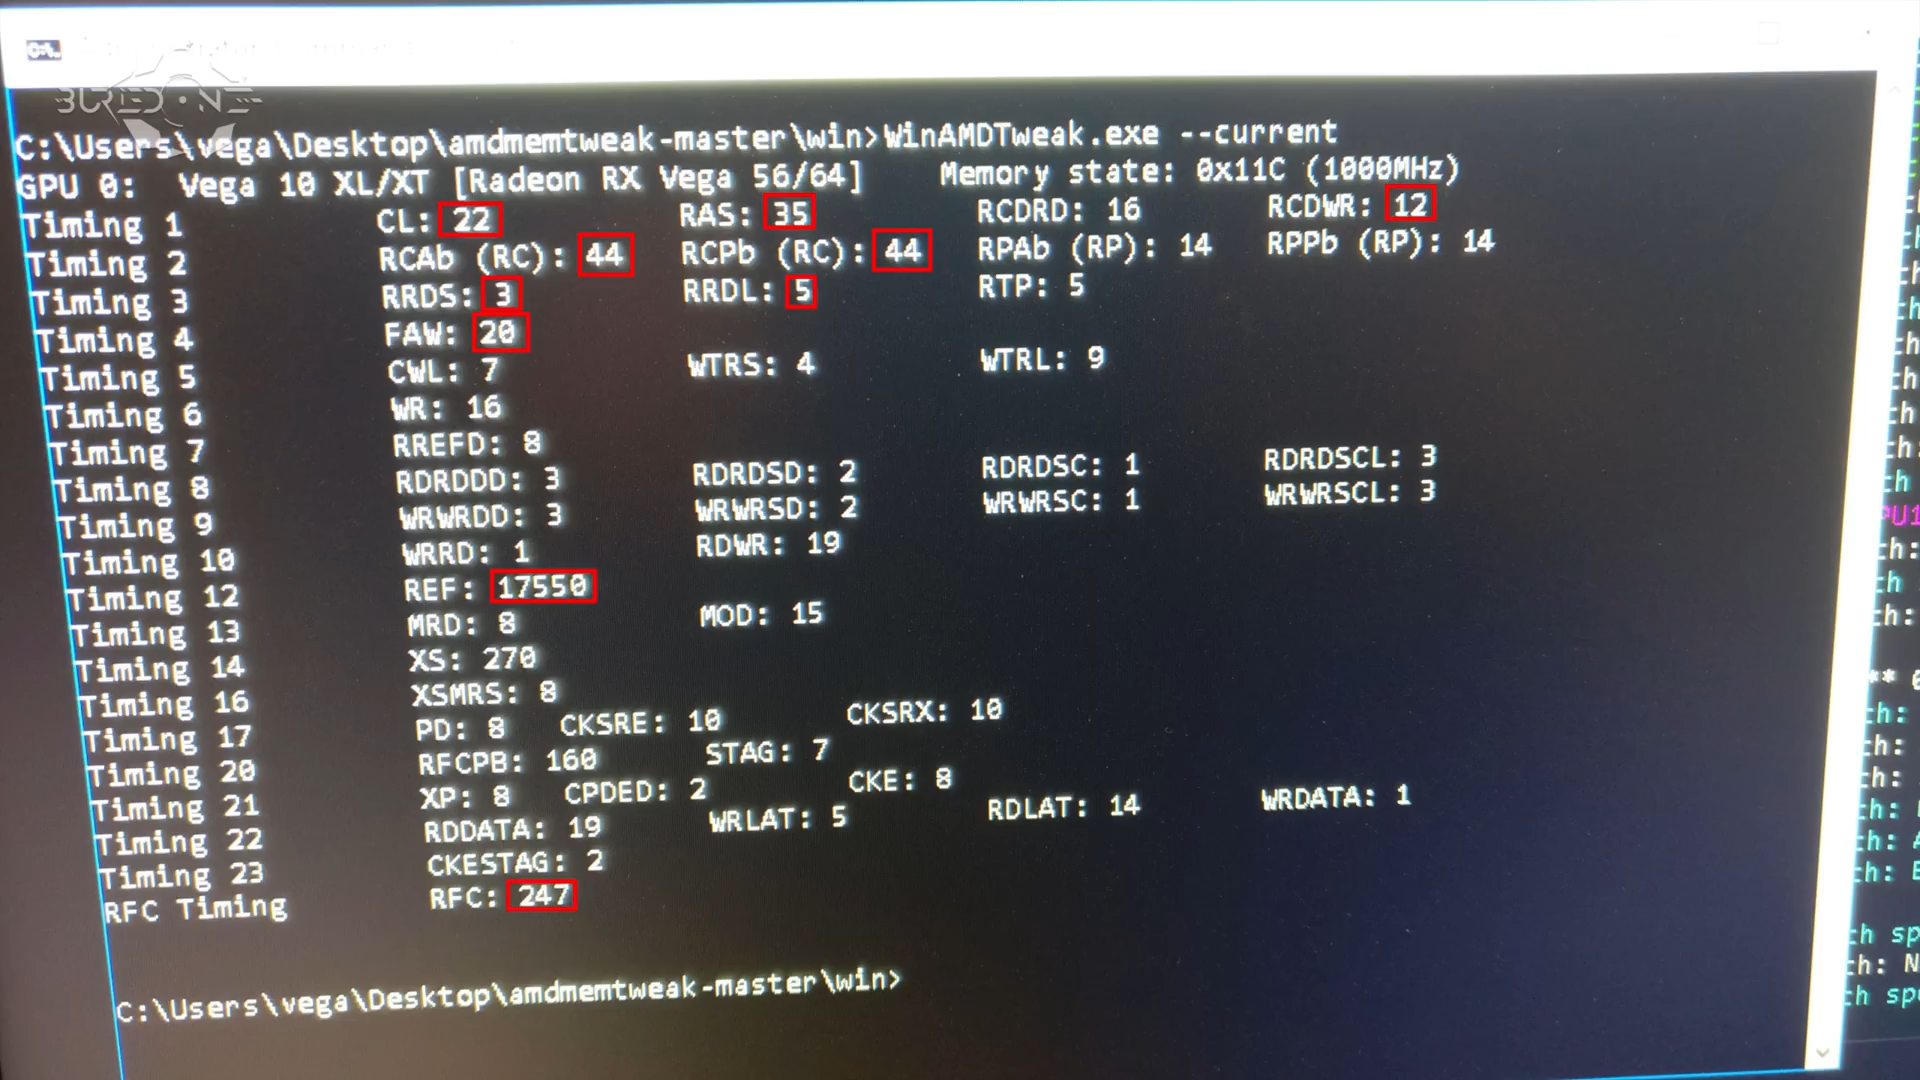 BCREDONE
C:\Users\vega\Desktop\amdmemtweak-master\win>WinAMDTweak.exe --current
GPU 0: Vega 10 XL/XT [Radeon RX Vega 56/64] Memory state: 0x11C (1000MHz)
Timing 1 CL: 22 RAS: 35 RCDRD: 16 RCDWR: 12
Timing 2 RCAb (RC): 44 RCPb (RC): 44 RPAb (RP): 14 RPPb (RP): 14
Timing 3 RRDS: 3 RRDL: 5 RTP: 5
Timing 4 FAW: 20
Timing 5 CWL: 7 WTRS: 4 WTRL: 9
Timing 6 WR: 16
Timing 7 RREFD: 8
Timing 8 RDRDDD: 3 RDRDSD: 2 RDRDSC: 1 RDRDSCL: 3
Timing 9 WRWRDD: 3 WRWRSD: 2 WRWRSC: 1 WRWRSCL: 3
Timing 10 WRRD: 1 RDWR: 19
Timing 12 REF: 17550
Timing 13 MRD: 8 MOD: 15
Timing 14 XS: 270
Timing 16 XSMRS: 8
Timing 17 PD: 8 CKSRE: 10 CKSRX: 10
Timing 20 RFCPB: 160 STAG: 7
Timing 21 XP: 8 CPDED: 2 CKE: 8
Timing 22 RDDATA: 19 WRLAT: 5 RDLAT: 14 WRDATA: 1
Timing 23 CKESTAG: 2
RFC Timing RFC: 247
C:\Users\vega\Desktop\amdmemtweak-master\win>